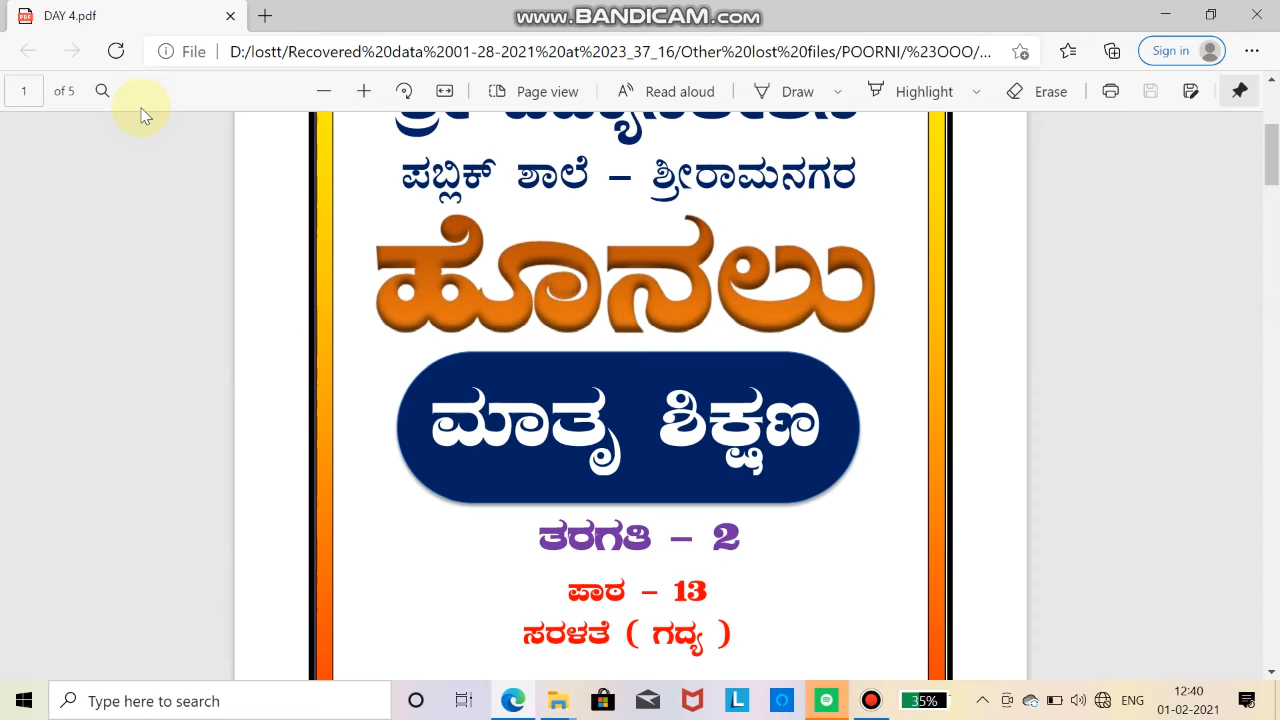 DAY 4.pdf
www.BANDICAM.com
File
D:/lostt/Recovered%20data%2001-28-2021%20at%2023_37_16/Other%20lost%20files/POORNI/%23OOO/...
Sign in
1 of 5
Page view
Read aloud
Draw
Highlight
Erase
ಪಬ್ಲಿಕ್ ಶಾಲೆ – ಶ್ರೀರಾಮನಗರ
ಹೊನಲು
ಮಾತೃ ಶಿಕ್ಷಣ
ತರಗತಿ – 2
ಪಾಠ – 13
ಸರಳತೆ ( ಗದ್ಯ )
Type here to search
35%
ENG
12:40
01-02-2021